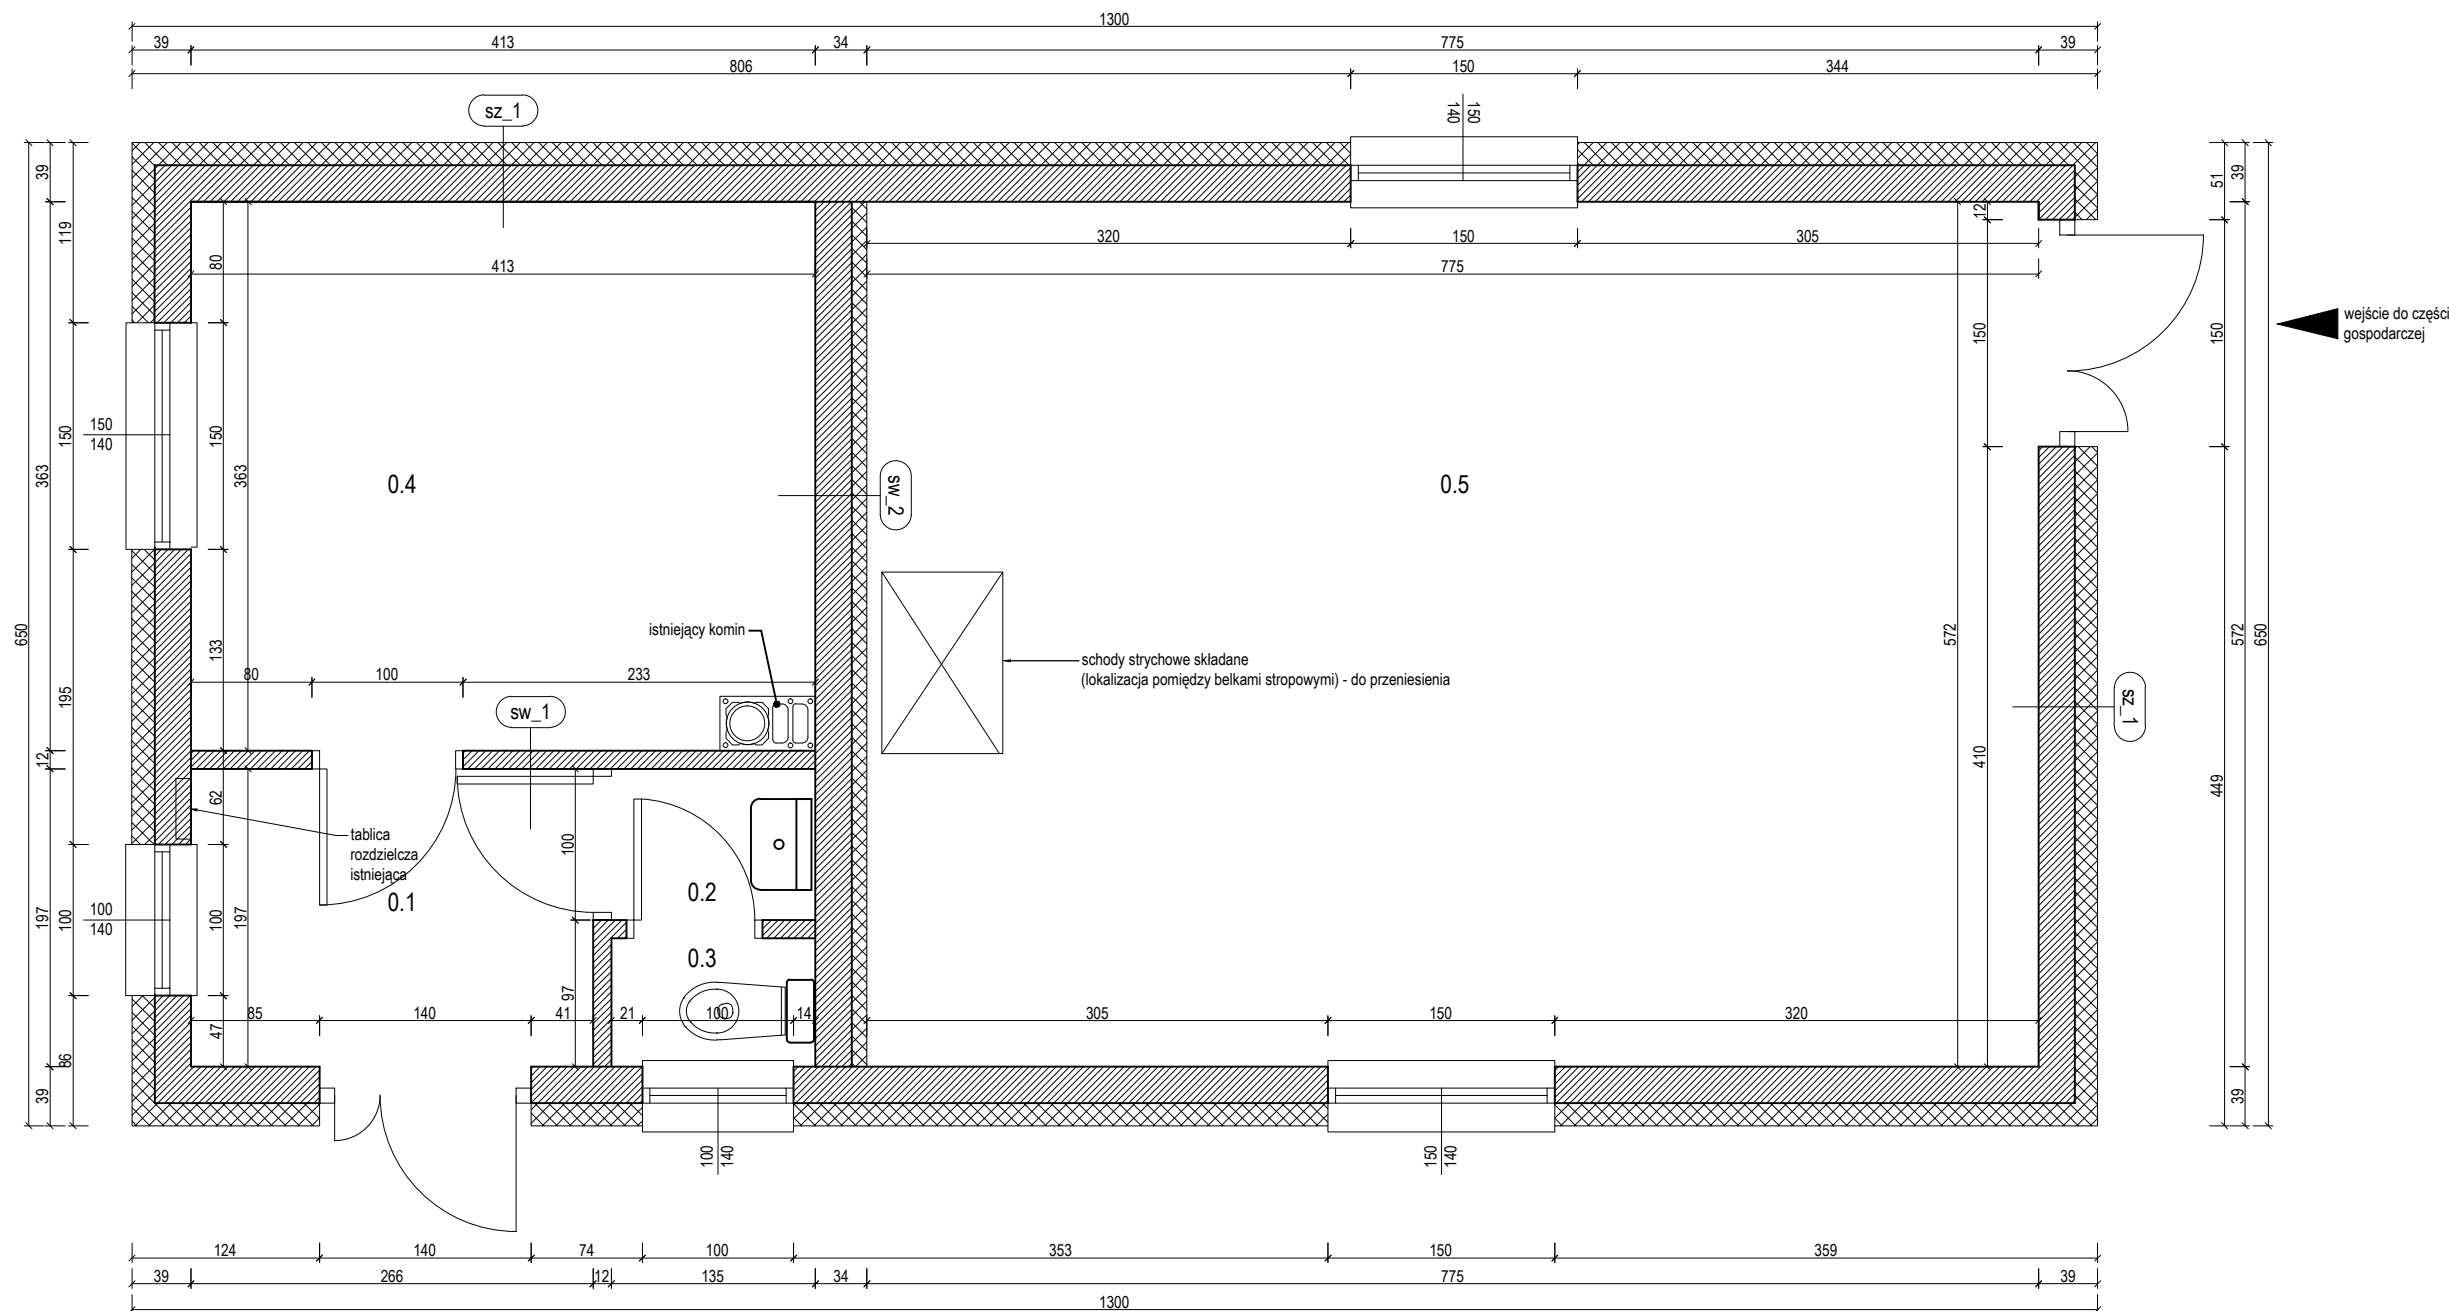 1300
39 413 34 775 39
806 150 344
sz_1
150
140
650
39
363
12
197
39
119
150
195
100
86
150
140
100
140
80
150
133
62
100
47
363
197
413
0.4
80 100 233
istniejący komin
sw_1
sw_2
tablica
rozdzielcza
istniejąca
0.1
100
97
0.2
0.3
85 140 41 21 100 14
320 150 305
775
0.5
schody strychowe składane
(lokalizacja pomiędzy belkami stropowymi) - do przeniesienia
305 150 320
572
12
150
410
51
150
449
39
572
39
650
wejście do części
gospodarczej
sz_1
100
140
150
140
124 140 74 100 353 150 359
39 266 12 135 34 775 39
1300